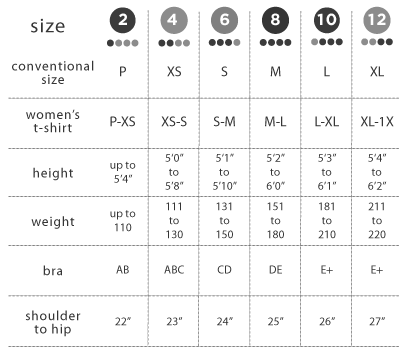 size 2 4 6 8 10 12
conventional size P XS S M L XL
women's t-shirt P-XS XS-S S-M M-L L-XL XL-1X
height up to 5'4" 5'0" to 5'8" 5'1" to 5'10" 5'2" to 6'0" 5'3" to 6'1" 5'4" to 6'2"
weight up to 110 111 to 130 131 to 150 151 to 180 181 to 210 211 to 220
bra AB ABC CD DE E+ E+
shoulder to hip 22" 23" 24" 25" 26" 27"